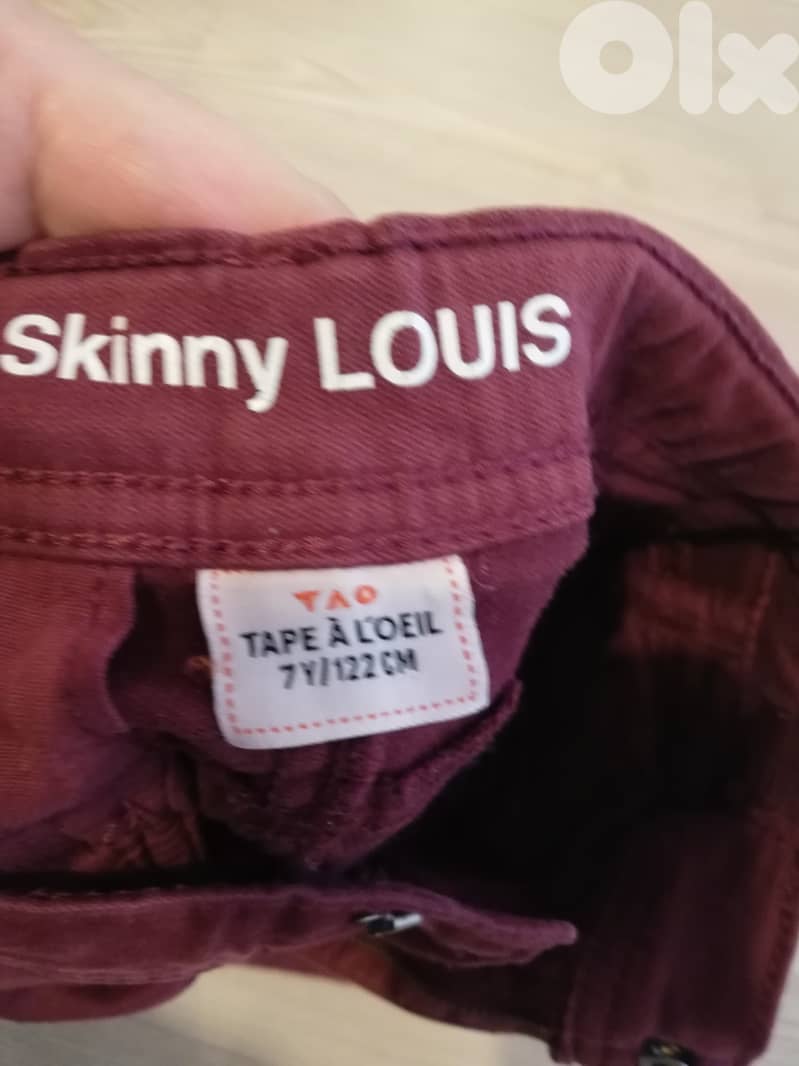 OLX
Skinny LOUIS
TAO
TAPE À L'OEIL
7Y/122CM